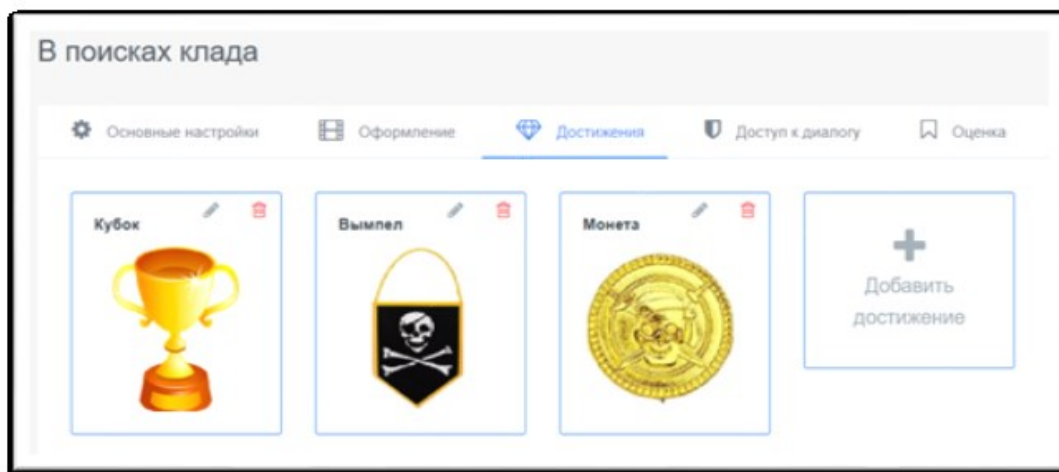 В поисках клада
Основные настройки Оформление Достижения Доступ к диалогу Оценка
Кубок Вымпел Монета
Добавить
достижение